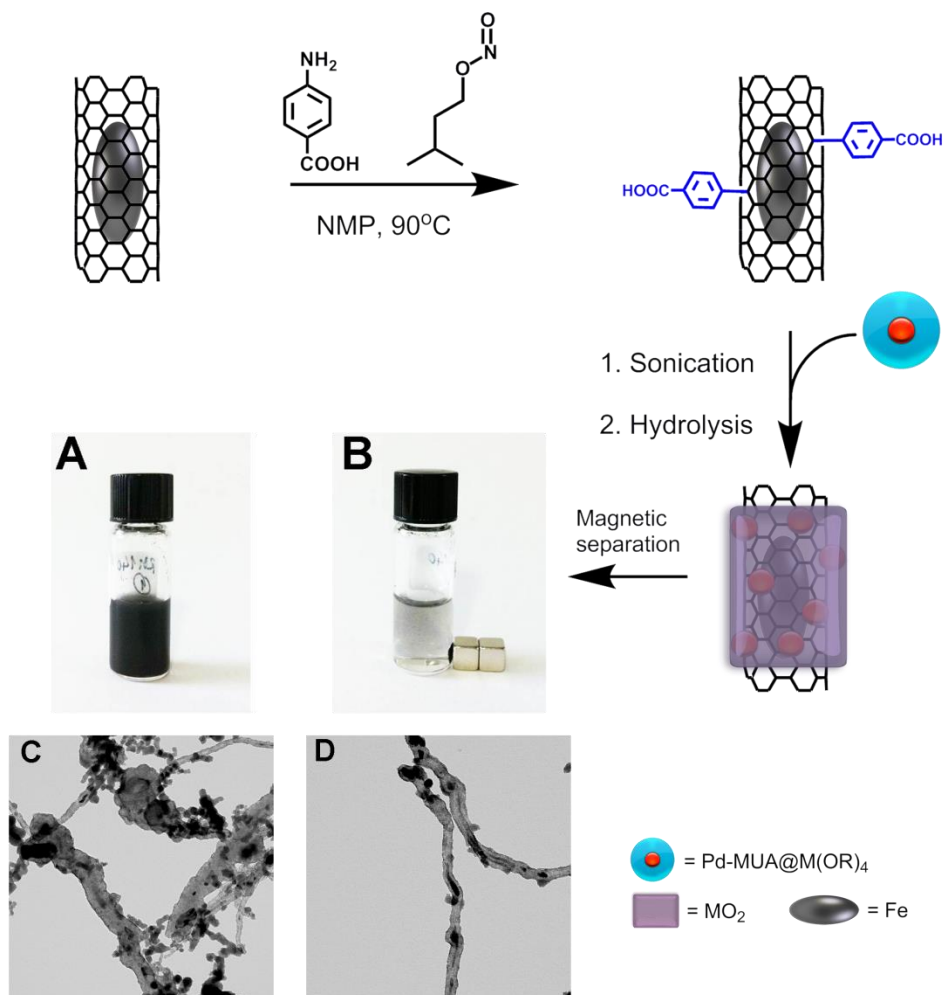 NH2
COOH
O
N
O
NMP, 90°C
COOH
HOOC
1. Sonication
2. Hydrolysis
A
B
Magnetic
separation
C
D
= Pd-MUA@M(OR)4
= MO2
= Fe